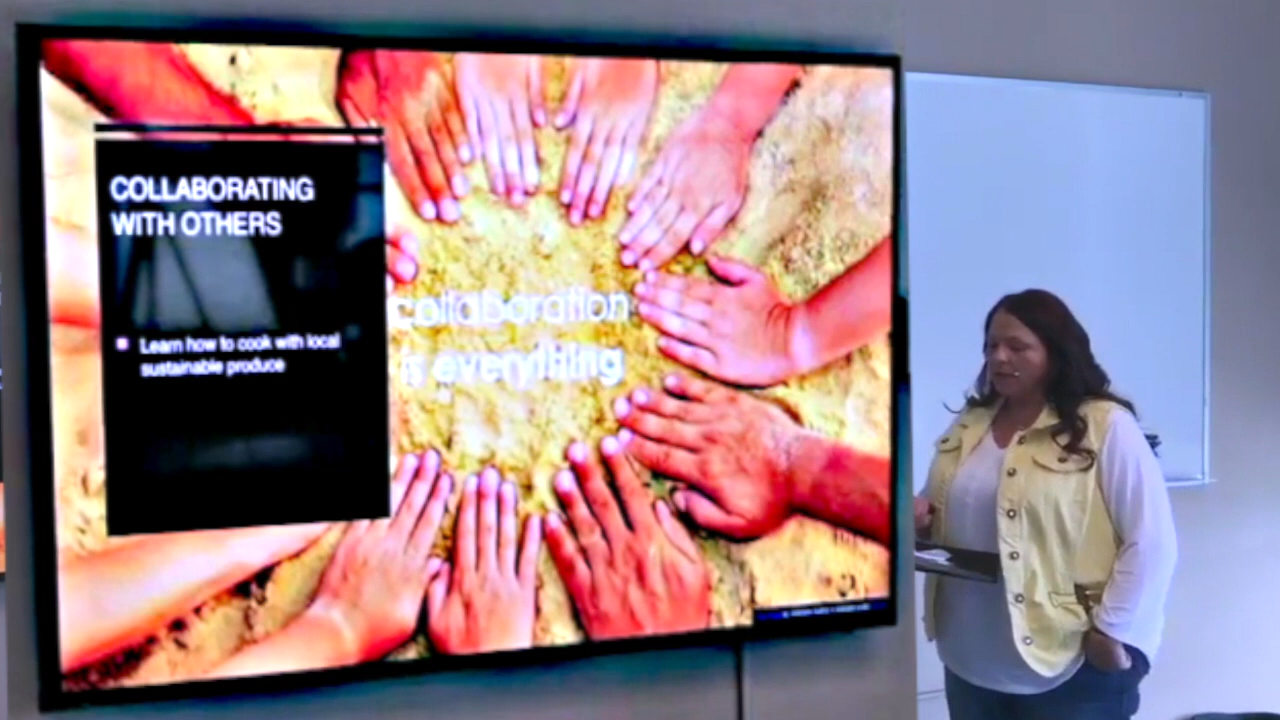 COLLABORATING
WITH OTHERS
Learn how to cook with local
sustainable produce
collaboration
is everything